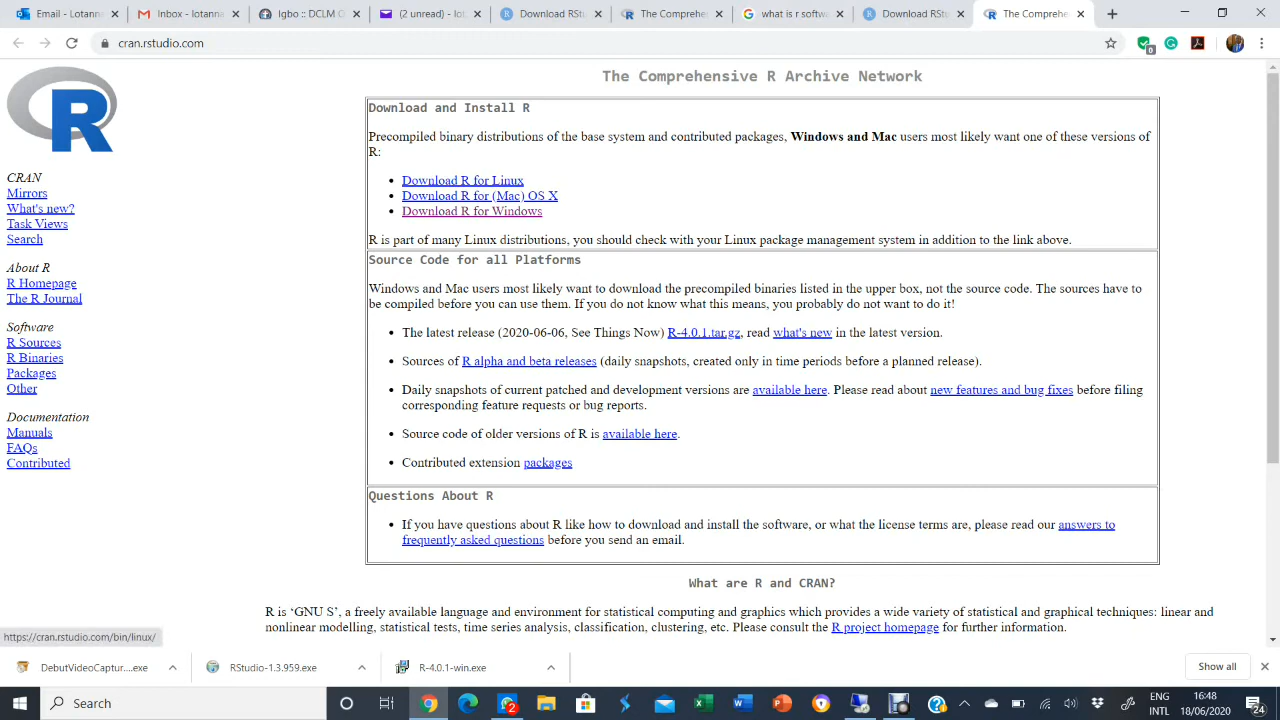 Email - Lotann
Inbox - lotanne
Igbo :: DCLM G
(2 unread) - lo
Download RStu
The Comprehen
what is r softw
Download RStu
The Comprehe
cran.rstudio.com
0
R
CRAN
Mirrors
What's new?
Task Views
Search
About R
R Homepage
The R Journal
Software
R Sources
R Binaries
Packages
Other
Documentation
Manuals
FAQs
Contributed
The Comprehensive R Archive Network
Download and Install R
Precompiled binary distributions of the base system and contributed packages, Windows and Mac users most likely want one of these versions of
R:
• Download R for Linux
• Download R for (Mac) OS X
• Download R for Windows
R is part of many Linux distributions, you should check with your Linux package management system in addition to the link above.
Source Code for all Platforms
Windows and Mac users most likely want to download the precompiled binaries listed in the upper box, not the source code. The sources have to
be compiled before you can use them. If you do not know what this means, you probably do not want to do it!
• The latest release (2020-06-06, See Things Now) R-4.0.1.tar.gz, read what's new in the latest version.
• Sources of R alpha and beta releases (daily snapshots, created only in time periods before a planned release).
• Daily snapshots of current patched and development versions are available here. Please read about new features and bug fixes before filing
corresponding feature requests or bug reports.
• Source code of older versions of R is available here.
• Contributed extension packages
Questions About R
• If you have questions about R like how to download and install the software, or what the license terms are, please read our answers to
frequently asked questions before you send an email.
What are R and CRAN?
R is ‘GNU S’, a freely available language and environment for statistical computing and graphics which provides a wide variety of statistical and graphical techniques: linear and
nonlinear modelling, statistical tests, time series analysis, classification, clustering, etc. Please consult the R project homepage for further information.
https://cran.rstudio.com/bin/linux/
DebutVideoCaptur....exe
RStudio-1.3.959.exe
R-4.0.1-win.exe
Show all
Search
2
ENG
INTL
16:48
18/06/2020
24